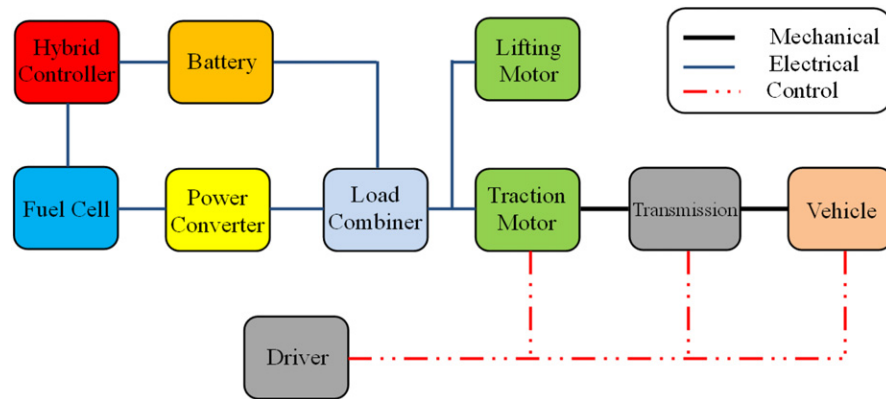 Hybrid
Controller
Battery
Lifting
Motor
Mechanical
Electrical
Control
Fuel Cell
Power
Converter
Load
Combiner
Traction
Motor
Transmission
Vehicle
Driver